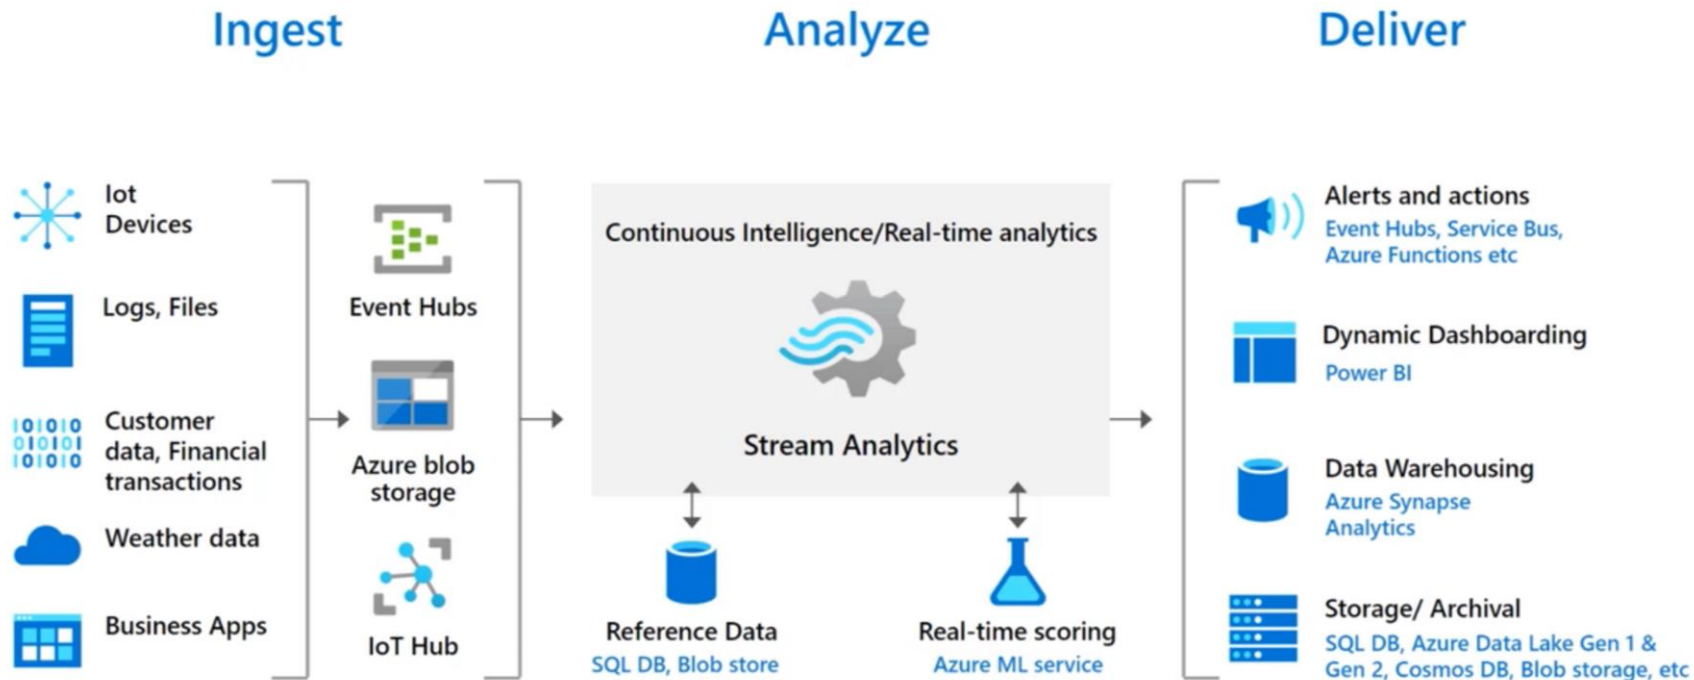 Ingest
Analyze
Deliver
Iot
Devices
Logs, Files
Customer
data, Financial
transactions
Weather data
Business Apps
Event Hubs
Azure blob
storage
IoT Hub
Continuous Intelligence/Real-time analytics
Stream Analytics
Reference Data
SQL DB, Blob store
Real-time scoring
Azure ML service
Alerts and actions
Event Hubs, Service Bus,
Azure Functions etc
Dynamic Dashboarding
Power BI
Data Warehousing
Azure Synapse
Analytics
Storage/ Archival
SQL DB, Azure Data Lake Gen 1 &
Gen 2, Cosmos DB, Blob storage, etc